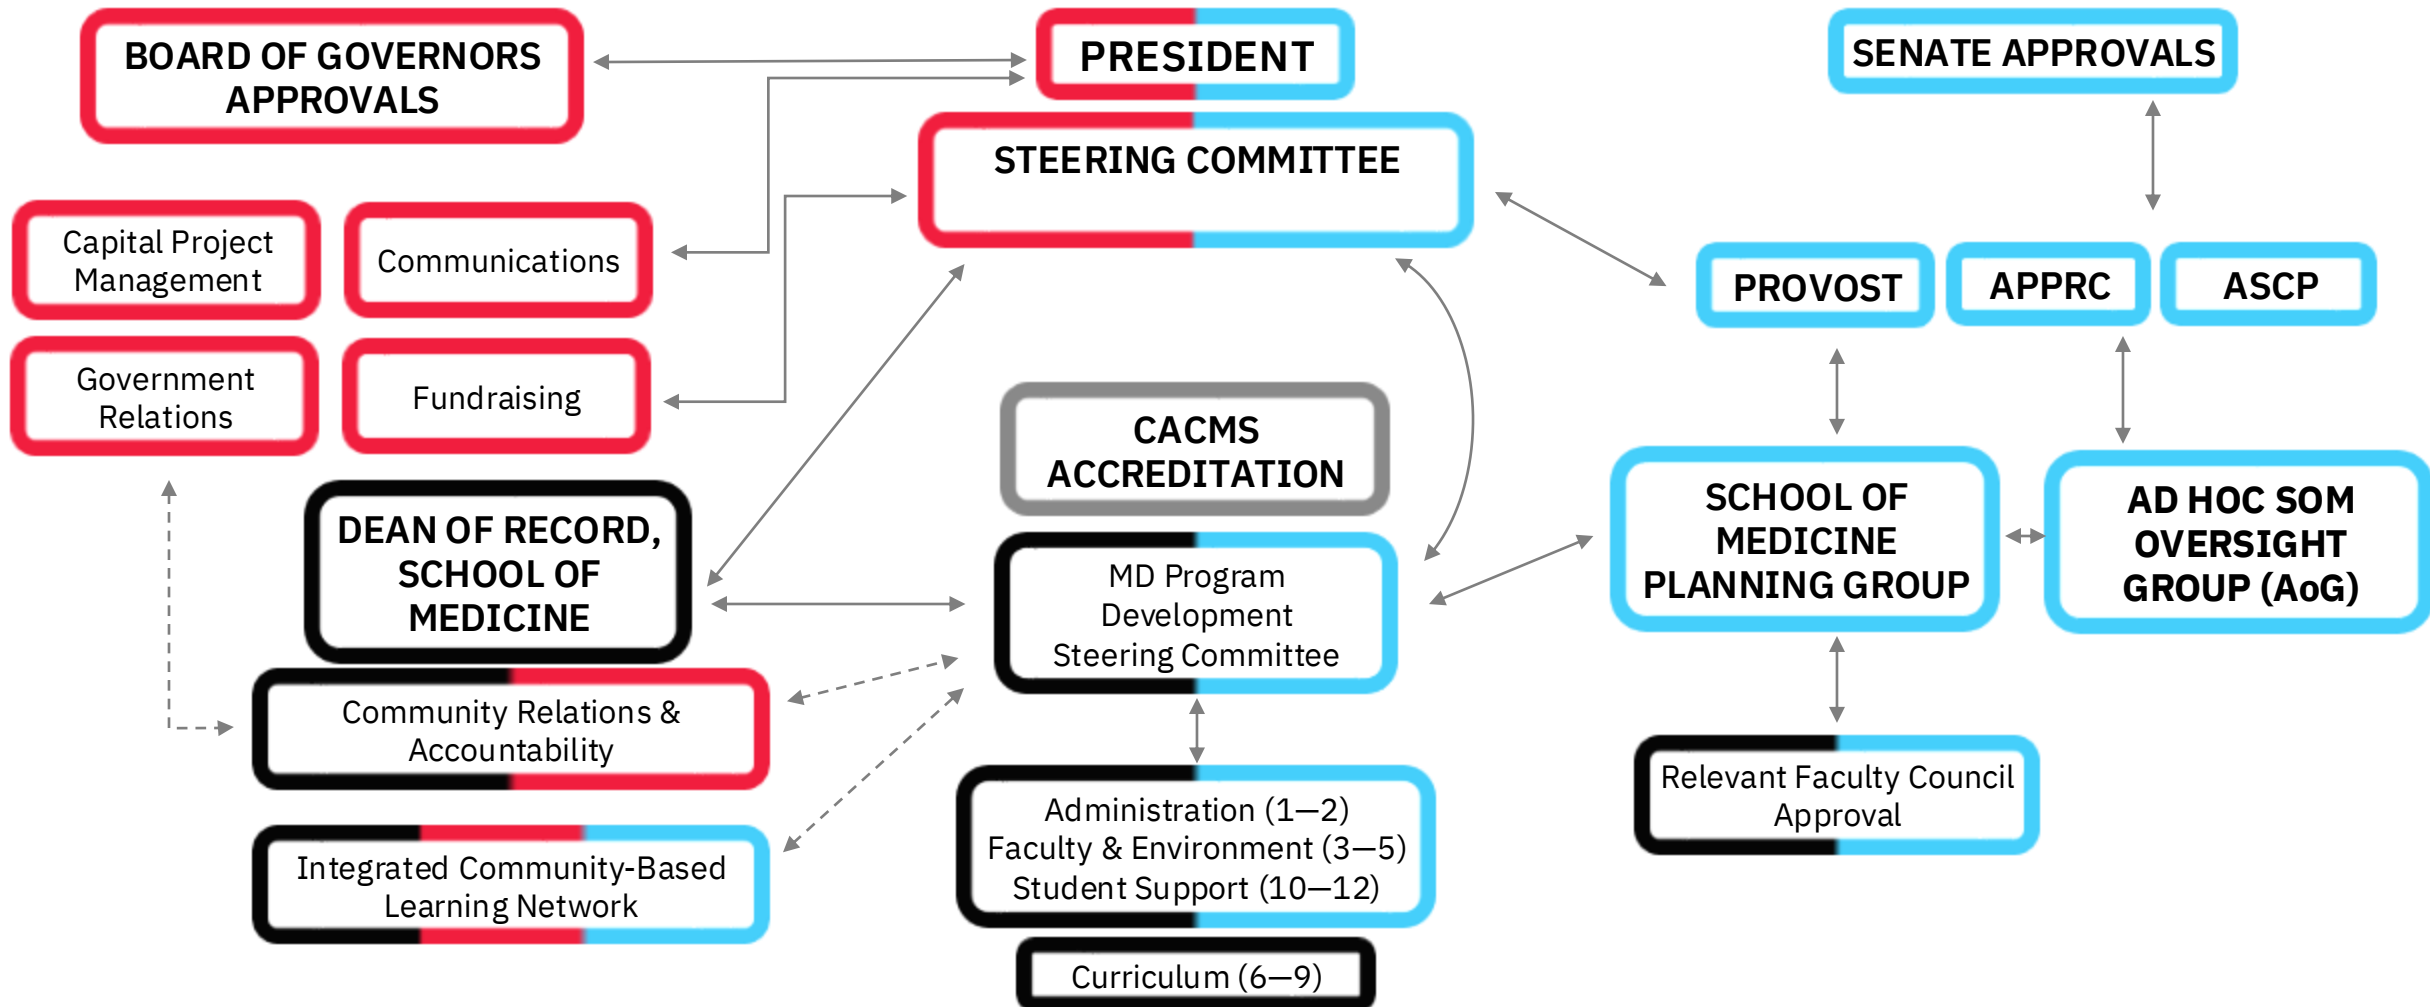 BOARD OF GOVERNORS
APPROVALS
PRESIDENT
SENATE APPROVALS
STEERING COMMITTEE
Capital Project
Management
Communications
PROVOST
APPRC
ASCP
Government
Relations
Fundraising
CACMS
ACCREDITATION
DEAN OF RECORD,
SCHOOL OF
MEDICINE
MD Program
Development
Steering Committee
SCHOOL OF
MEDICINE
PLANNING GROUP
AD HOC SOM
OVERSIGHT
GROUP (AoG)
Community Relations &
Accountability
Relevant Faculty Council
Approval
Integrated Community-Based
Learning Network
Administration (1—2)
Faculty & Environment (3—5)
Student Support (10—12)
Curriculum (6—9)